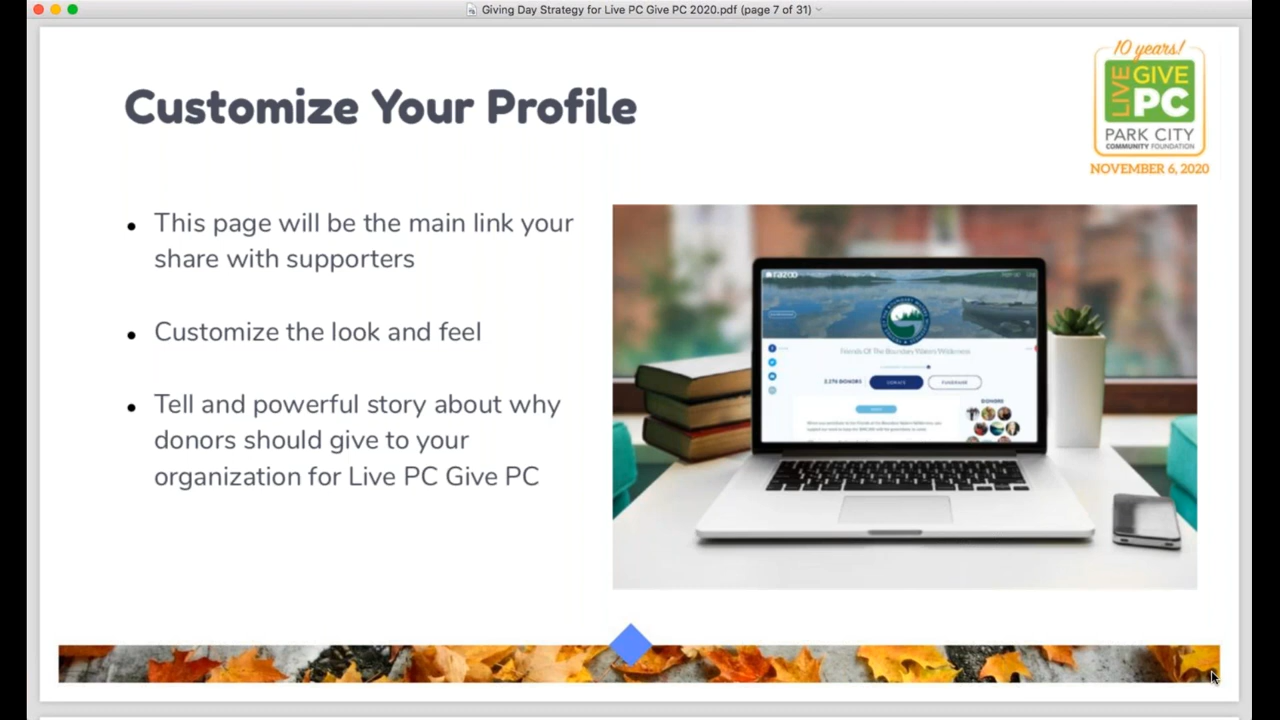 Giving Day Strategy for Live PC Give PC 2020.pdf (page 7 of 31)
10 years!
LIVE
GIVE
PC
PARK CITY
COMMUNITY FOUNDATION
NOVEMBER 6, 2020
Customize Your Profile
• This page will be the main link your
share with supporters
• Customize the look and feel
• Tell and powerful story about why
donors should give to your
organization for Live PC Give PC
razoo
Friends Of The Boundary Waters Wilderness
2,176 DONORS
DONATE
FUNDRAISE
DONORS